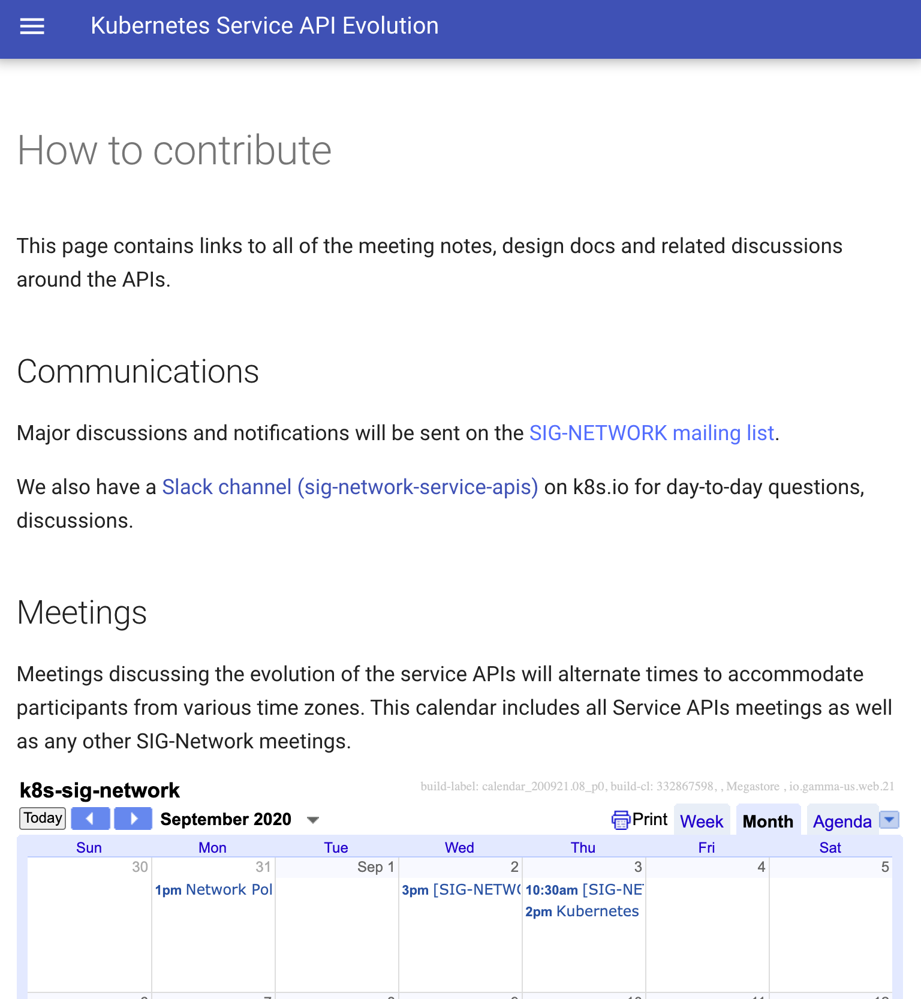 Kubernetes Service API Evolution
How to contribute
This page contains links to all of the meeting notes, design docs and related discussions
around the APIs.
Communications
Major discussions and notifications will be sent on the SIG-NETWORK mailing list.
We also have a Slack channel (sig-network-service-apis) on k8s.io for day-to-day questions,
discussions.
Meetings
Meetings discussing the evolution of the service APIs will alternate times to accommodate
participants from various time zones. This calendar includes all Service APIs meetings as well
as any other SIG-Network meetings.
k8s-sig-network
build-label: calendar_200921.08_p0, build-cl: 332867598, , Megastore , io.gamma-us.web.21
Today September 2020 Print Week Month Agenda
Sun Mon Tue Wed Thu Fri Sat
30 31 Sep 1 2 3 4 5
1pm Network Pol 3pm [SIG-NETW 10:30am [SIG-NE
2pm Kubernetes